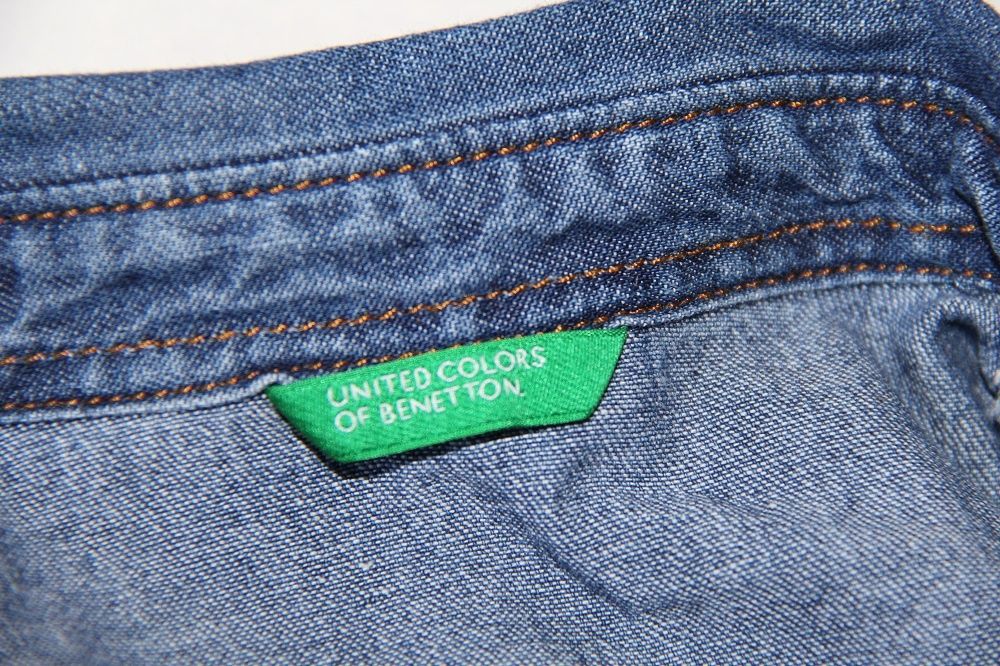 UNITED COLORS
OF BENETTON.